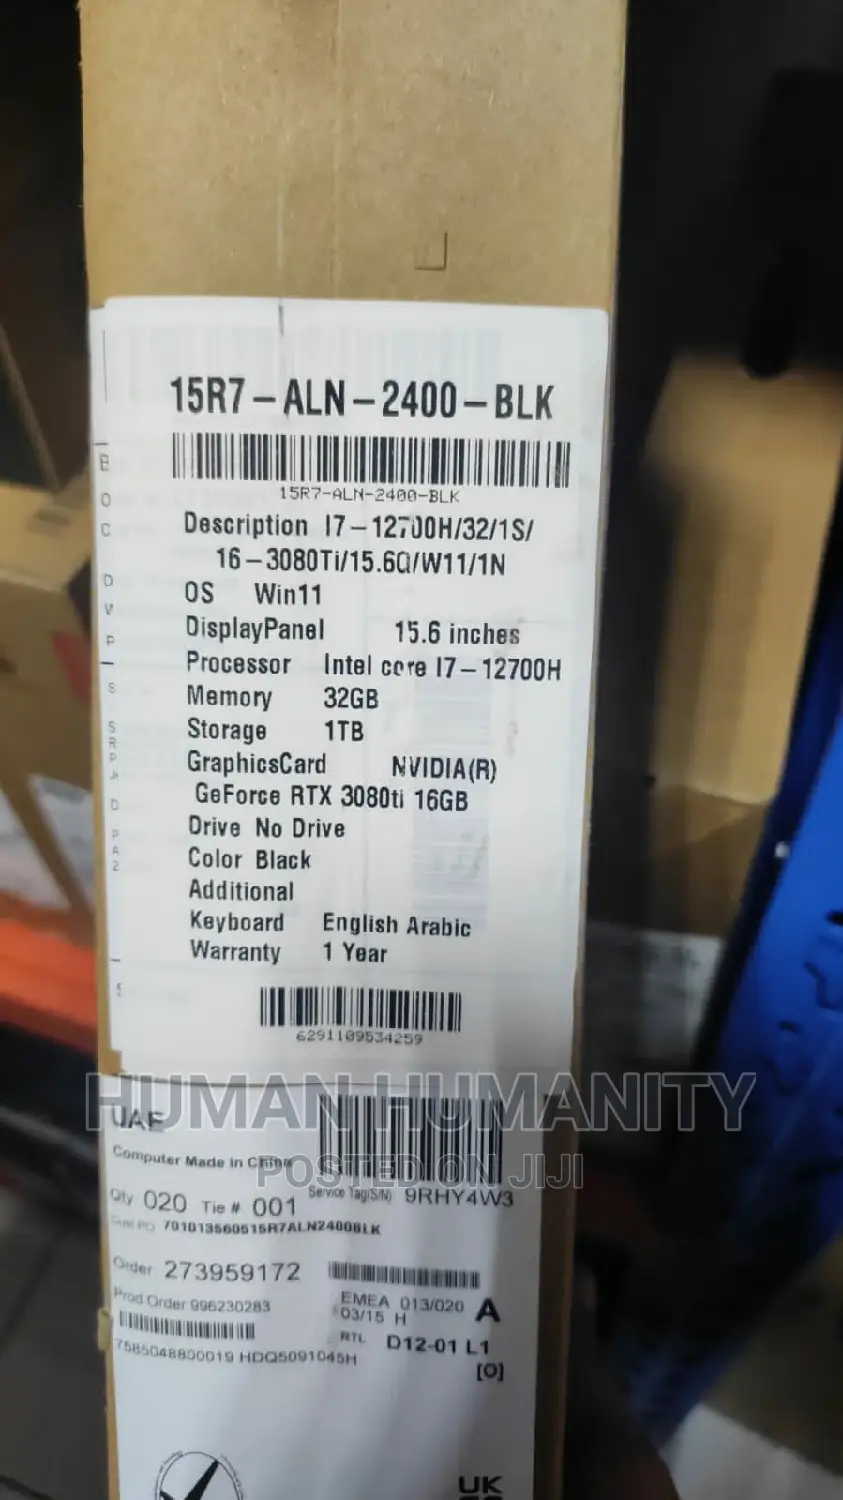 15R7-ALN-2400-BLK
15R7-ALN-2400-BLK
Description I7-12700H/32/1S/
16-3080Ti/15.6Q/W11/1N
OS Win11
DisplayPanel 15.6 inches
Processor Intel core I7-12700H
Memory 32GB
Storage 1TB
GraphicsCard NVIDIA(R)
GeForce RTX 3080ti 16GB
Drive No Drive
Color Black
Additional
Keyboard English Arabic
Warranty 1 Year
6291109534259
HUMAN HUMANITY
POSTED ON JIJI
UAE
Computer Made in China
Qty 020 Tie # 001 Service Tag(S/N) 9RHY4W3
701013560515R7ALN2400BLK
Order 273959172
Prod Order 996230283
EMEA 013/020 A
03/15 H
RTL D12-01 L1
7585048800019 HDQ5091045H
[O]
UK